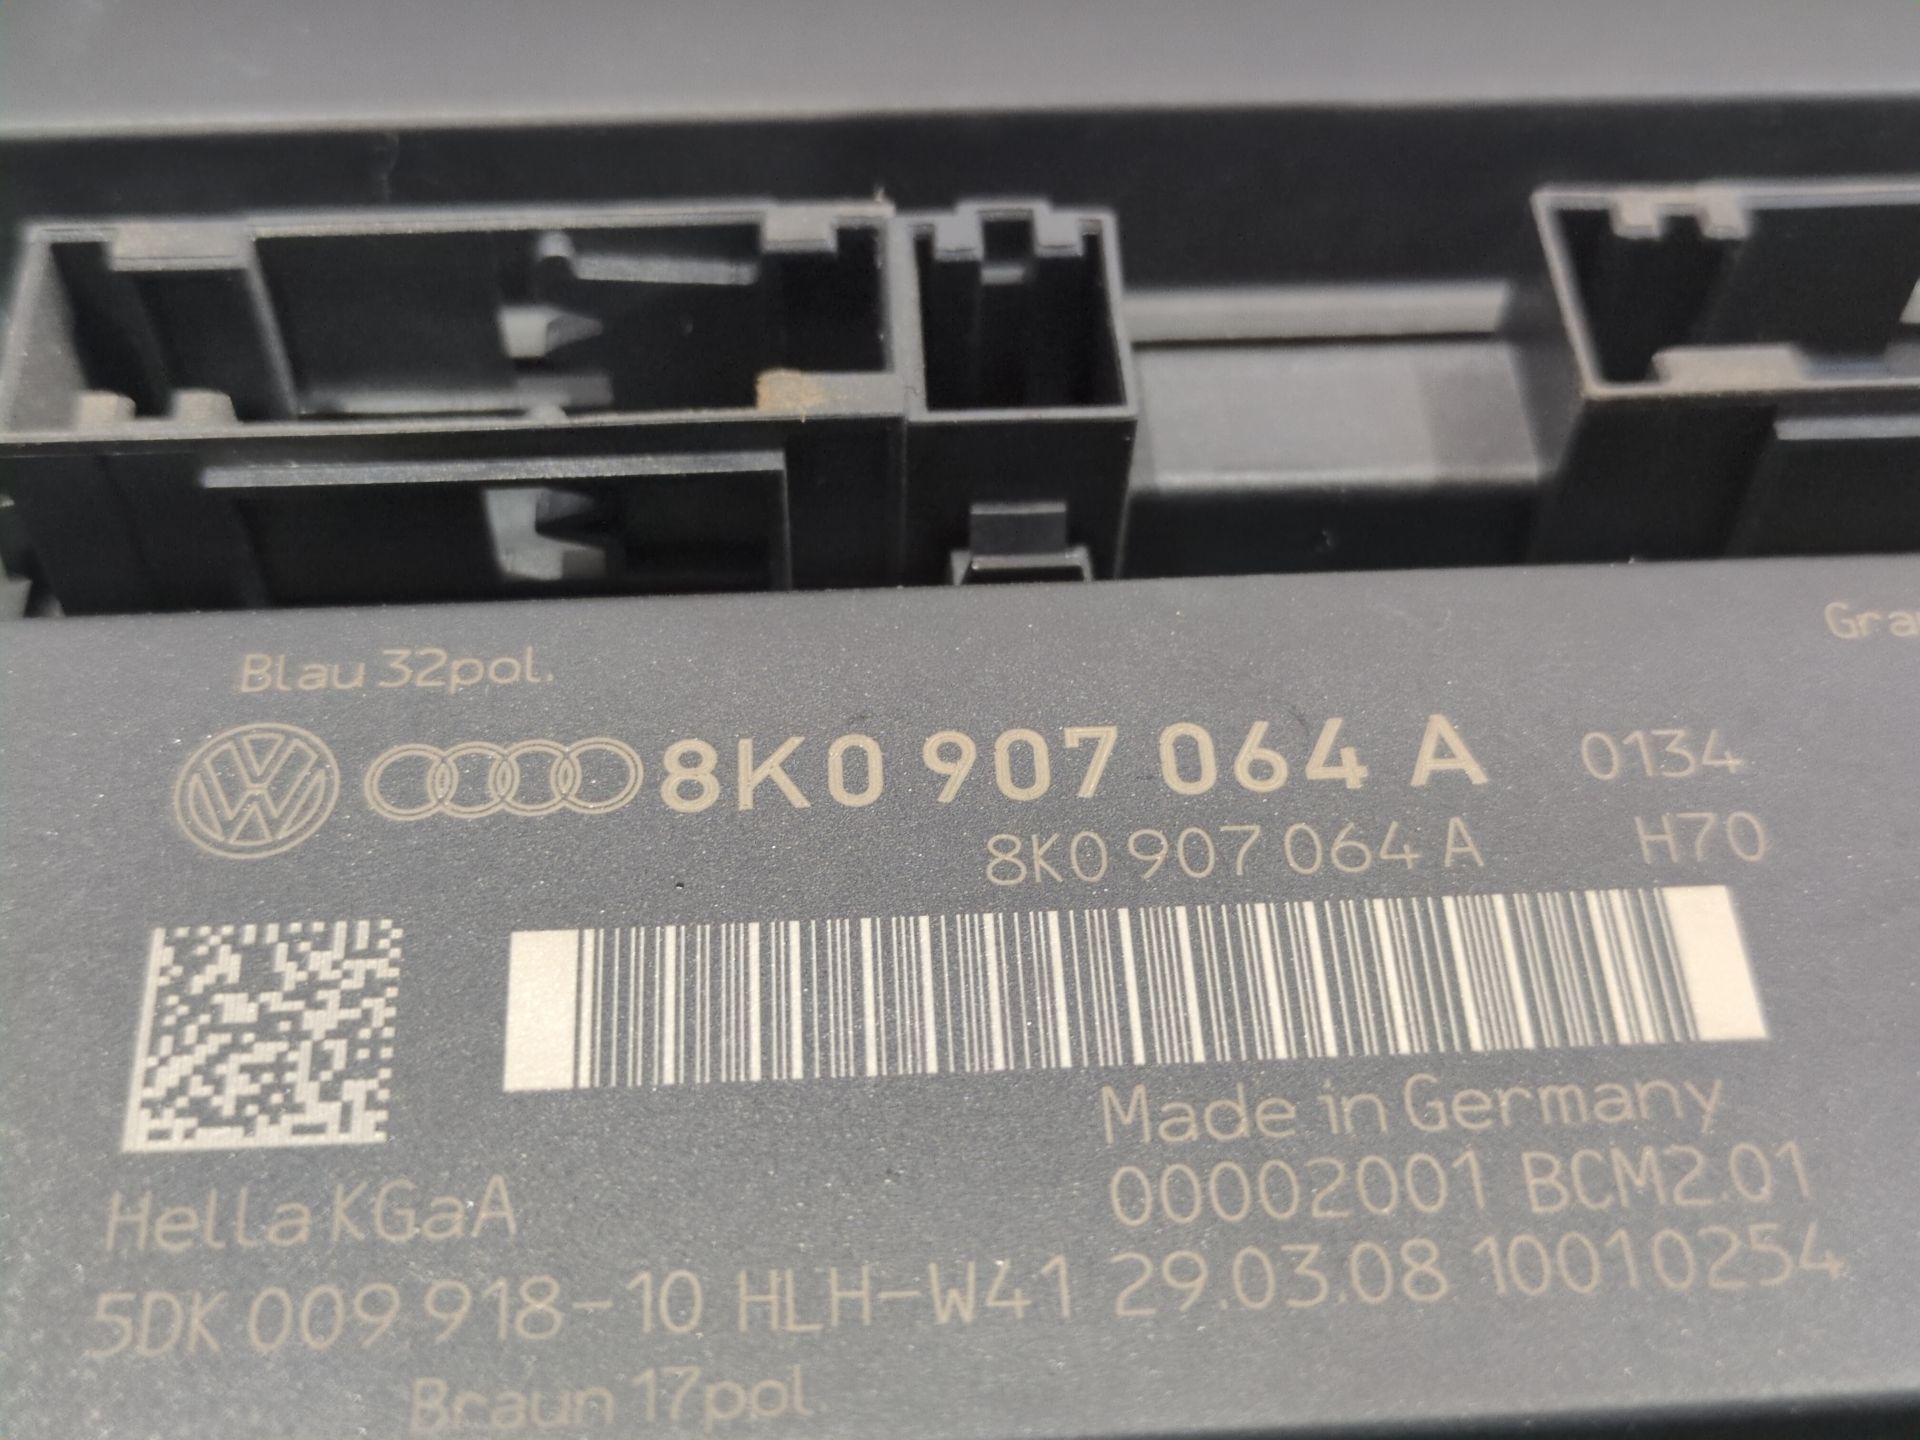 Blau 32pol.
8K0 907 064 A 0134
8K0 907 064 A H70
Made in Germany
00002001 BCM2.01
Hella KGaA
5DK 009 918-10 HLH-W41 29.03.08 10010254
Braun 17pol.